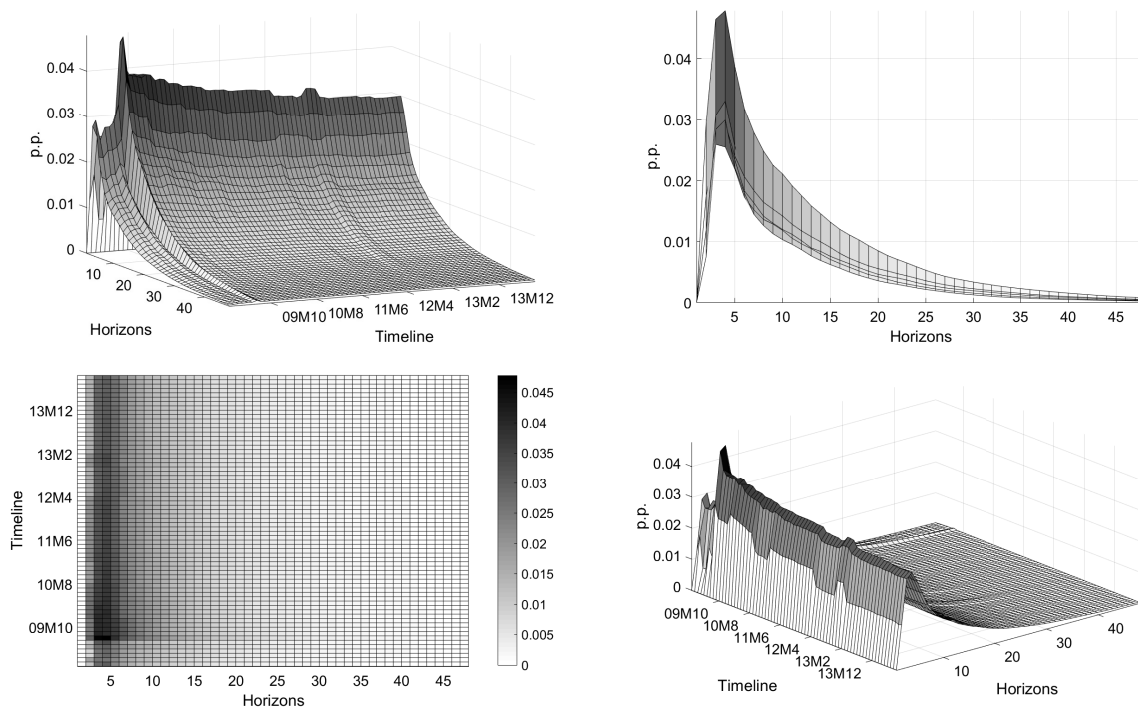 0.04
0.03
0.02
0.01
0
p.p.
10
20
30
40
Horizons
09M10
10M8
11M6
12M4
13M2
13M12
Timeline
0.04
0.03
0.02
0.01
0
p.p.
5
10
15
20
25
30
35
40
45
Horizons
13M12
13M2
12M4
11M6
10M8
09M10
Timeline
5
10
15
20
25
30
35
40
45
Horizons
0.045
0.04
0.035
0.03
0.025
0.02
0.015
0.01
0.005
0
0.04
0.03
0.02
0.01
0
p.p.
09M10
10M8
11M6
12M4
13M2
13M12
Timeline
10
20
30
40
Horizons